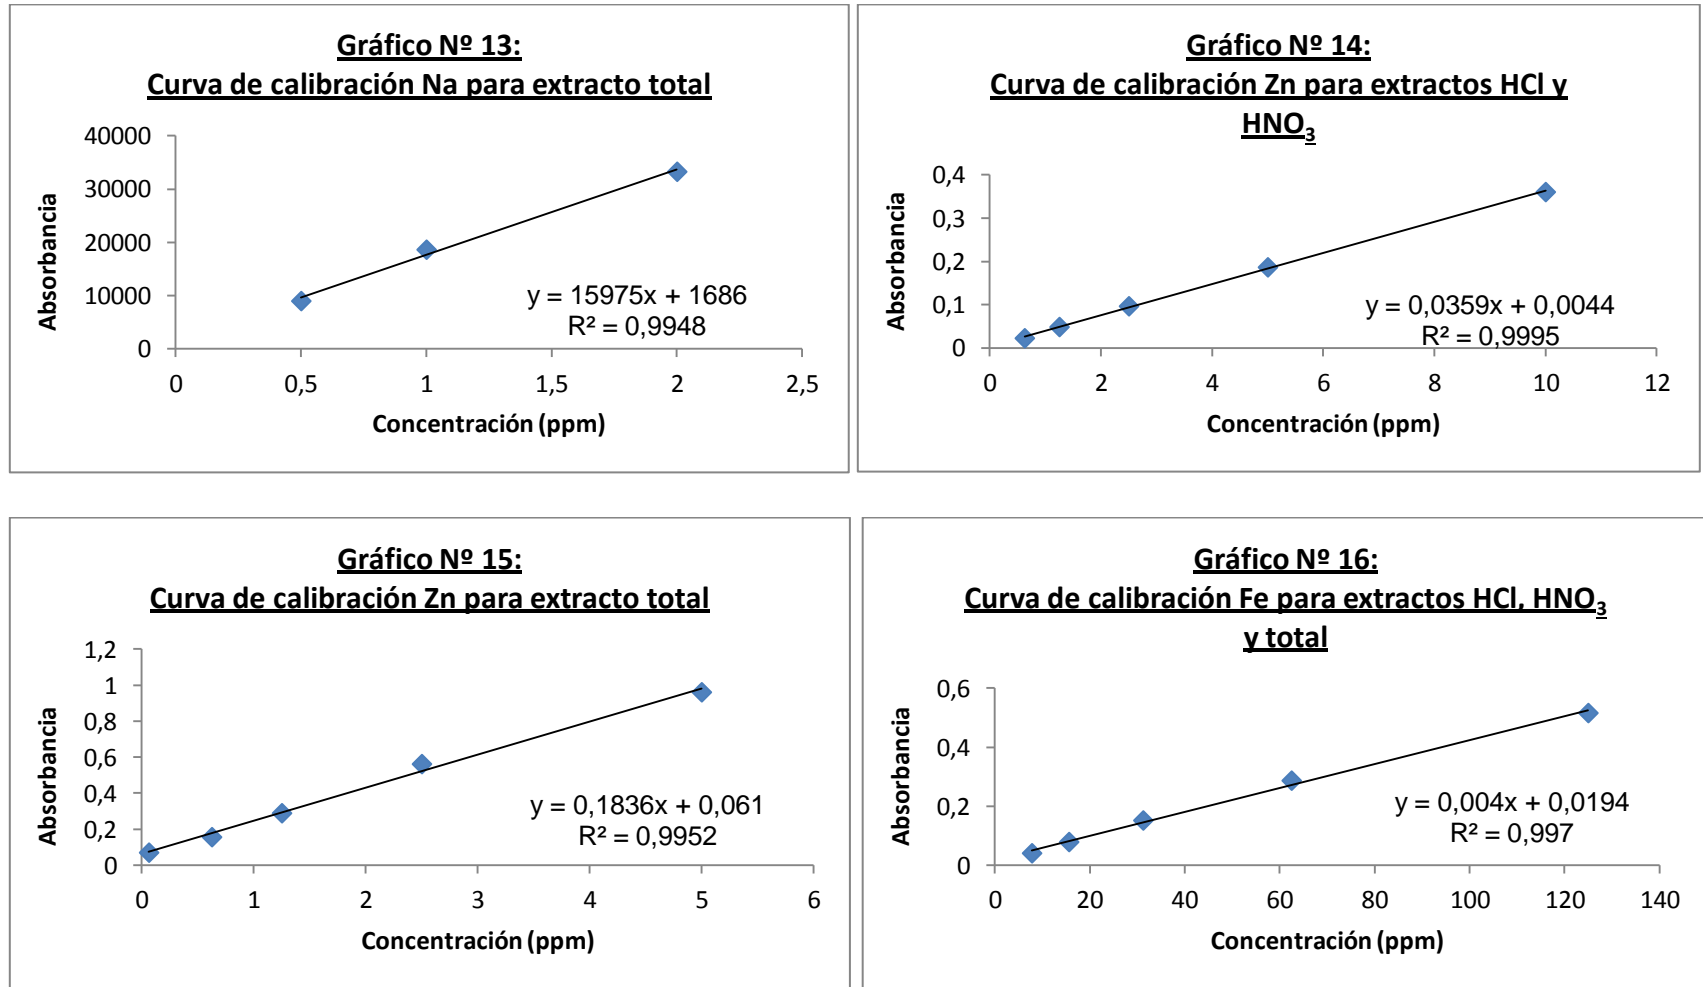 Gráfico Nº 13:
Curva de calibración Na para extracto total
40000
30000
20000
10000
0
Absorbancia
y = 15975x + 1686
R² = 0,9948
0 0,5 1 1,5 2 2,5
Concentración (ppm)
Gráfico Nº 14:
Curva de calibración Zn para extractos HCl y
HNO₃
0,4
0,3
0,2
0,1
0
Absorbancia
y = 0,0359x + 0,0044
R² = 0,9995
0 2 4 6 8 10 12
Concentración (ppm)
Gráfico Nº 15:
Curva de calibración Zn para extracto total
1,2
1
0,8
0,6
0,4
0,2
0
Absorbancia
y = 0,1836x + 0,061
R² = 0,9952
0 1 2 3 4 5 6
Concentración (ppm)
Gráfico Nº 16:
Curva de calibración Fe para extractos HCl, HNO₃
y total
0,6
0,4
0,2
0
Absorbancia
y = 0,004x + 0,0194
R² = 0,997
0 20 40 60 80 100 120 140
Concentración (ppm)